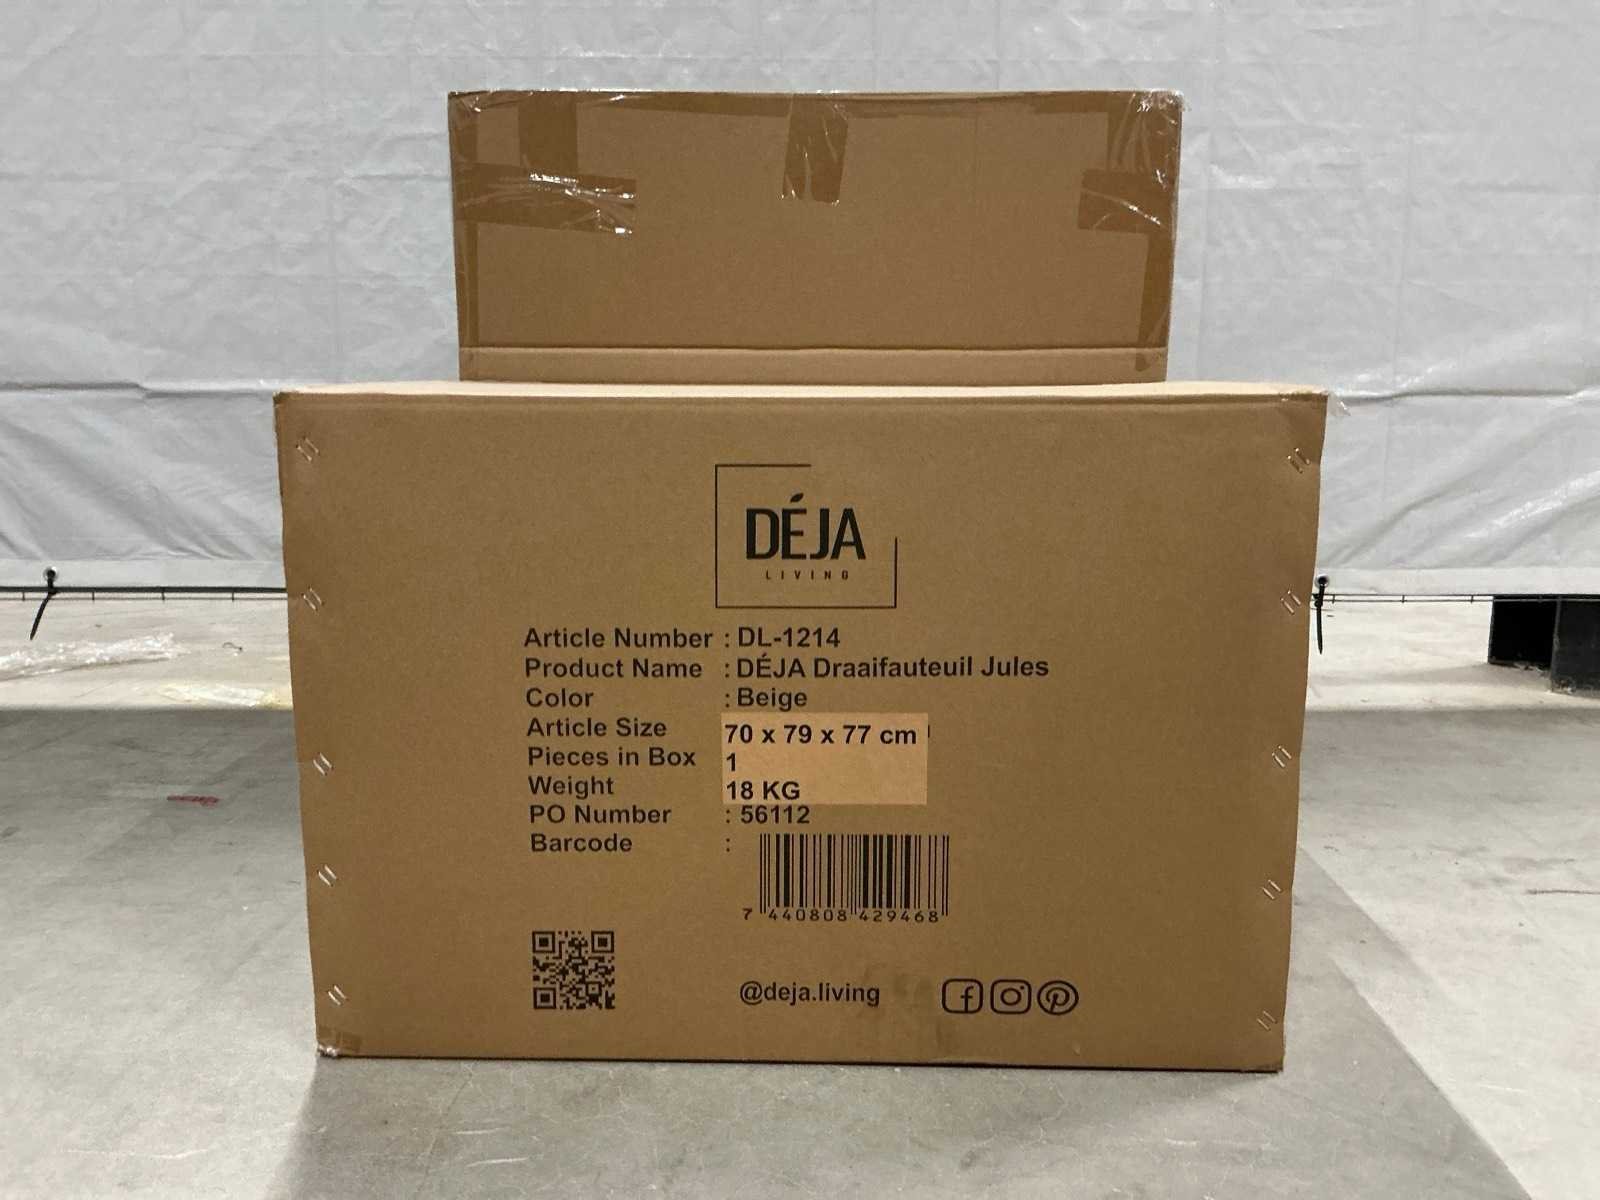 DÉJA
LIVING
Article Number : DL-1214
Product Name : DÉJA Draaifauteuil Jules
Color : Beige
Article Size 70 x 79 x 77 cm
Pieces in Box 1
Weight 18 KG
PO Number : 56112
Barcode :
7 440808 429468
@deja.living